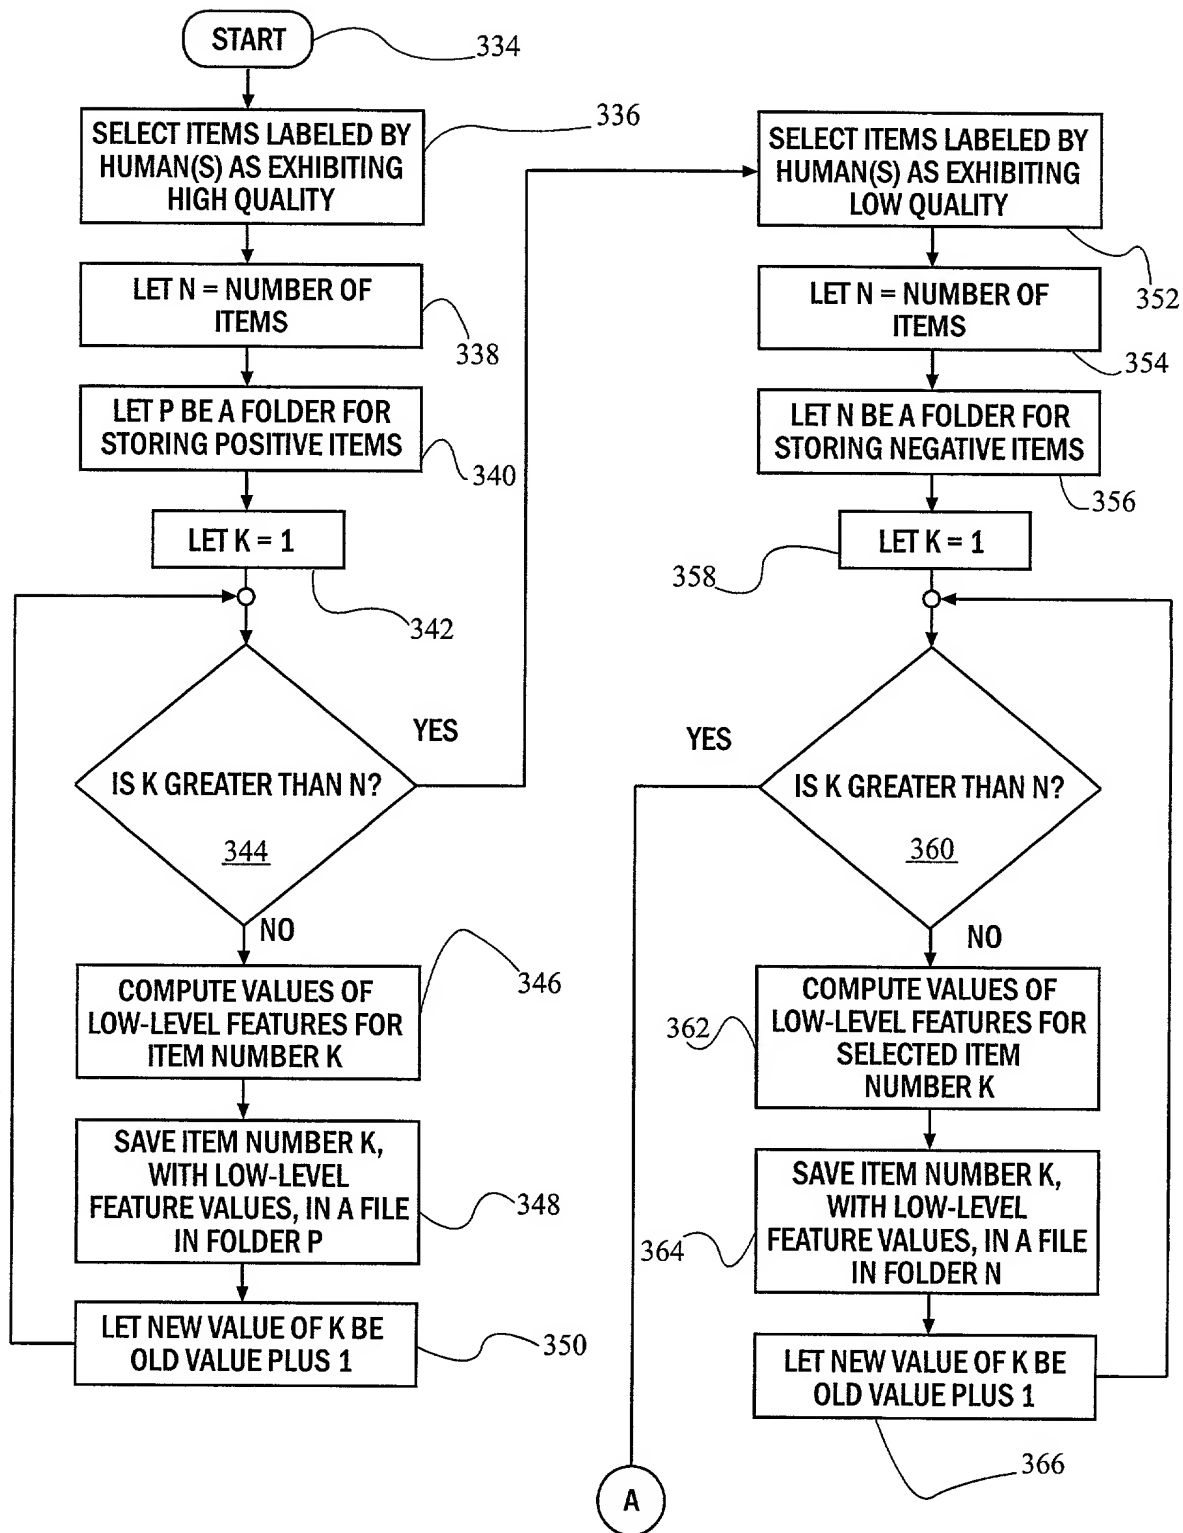 START
334
SELECT ITEMS LABELED BY
HUMAN(S) AS EXHIBITING
HIGH QUALITY
336
LET N = NUMBER OF
ITEMS
338
LET P BE A FOLDER FOR
STORING POSITIVE ITEMS
340
LET K = 1
342
IS K GREATER THAN N?
344
YES
NO
COMPUTE VALUES OF
LOW-LEVEL FEATURES FOR
ITEM NUMBER K
346
SAVE ITEM NUMBER K,
WITH LOW-LEVEL
FEATURE VALUES, IN A FILE
IN FOLDER P
348
LET NEW VALUE OF K BE
OLD VALUE PLUS 1
350
SELECT ITEMS LABELED BY
HUMAN(S) AS EXHIBITING
LOW QUALITY
352
LET N = NUMBER OF
ITEMS
354
LET N BE A FOLDER FOR
STORING NEGATIVE ITEMS
356
LET K = 1
358
YES
IS K GREATER THAN N?
360
NO
COMPUTE VALUES OF
LOW-LEVEL FEATURES FOR
SELECTED ITEM
NUMBER K
362
SAVE ITEM NUMBER K,
WITH LOW-LEVEL
FEATURE VALUES, IN A FILE
IN FOLDER N
364
LET NEW VALUE OF K BE
OLD VALUE PLUS 1
366
A